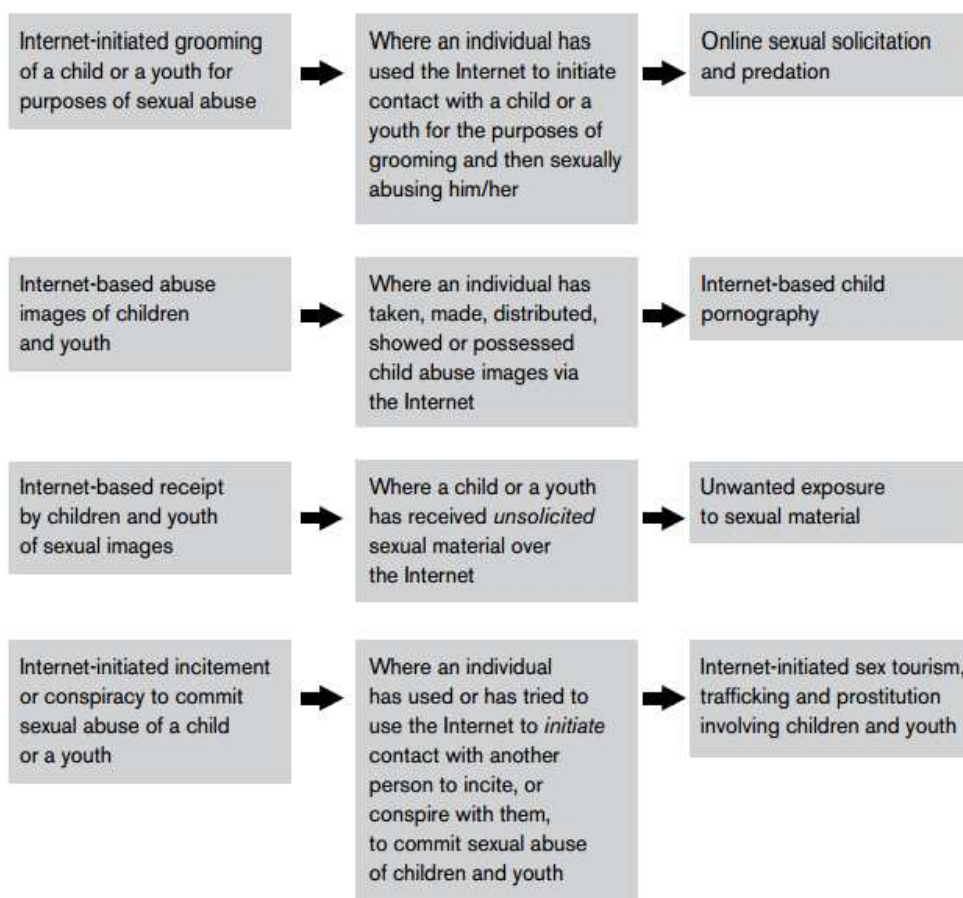 Internet-initiated grooming
of a child or a youth for
purposes of sexual abuse
Where an individual has
used the Internet to initiate
contact with a child or a
youth for the purposes of
grooming and then sexually
abusing him/her
Online sexual solicitation
and predation
Internet-based abuse
images of children
and youth
Where an individual has
taken, made, distributed,
showed or possessed
child abuse images via
the Internet
Internet-based child
pornography
Internet-based receipt
by children and youth
of sexual images
Where a child or a youth
has received unsolicited
sexual material over
the Internet
Unwanted exposure
to sexual material
Internet-initiated incitement
or conspiracy to commit
sexual abuse of a child
or a youth
Where an individual
has used or has tried to
use the Internet to initiate
contact with another
person to incite, or
conspire with them,
to commit sexual abuse
of children and youth
Internet-initiated sex tourism,
trafficking and prostitution
involving children and youth